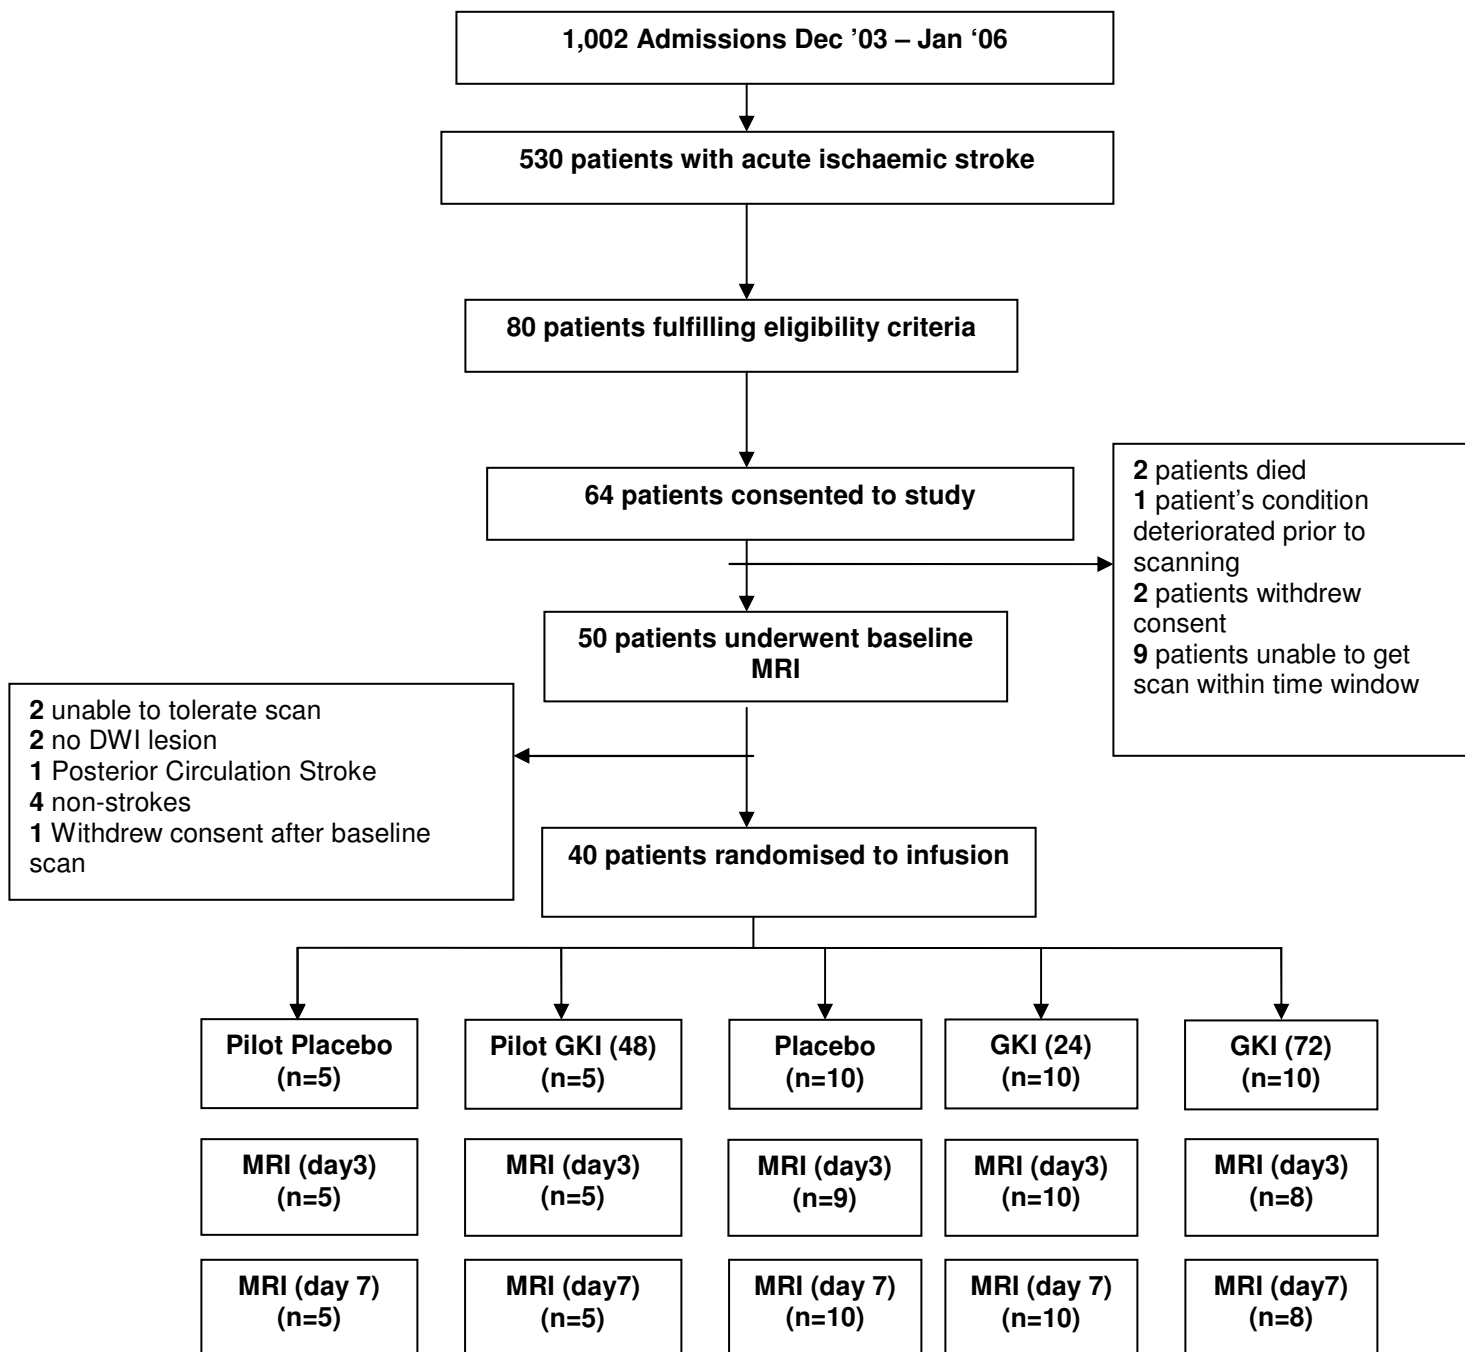 1,002 Admissions Dec ’03 – Jan ‘06
530 patients with acute ischaemic stroke
80 patients fulfilling eligibility criteria
64 patients consented to study
2 patients died
1 patient’s condition
deteriorated prior to
scanning
2 patients withdrew
consent
9 patients unable to get
scan within time window
50 patients underwent baseline
MRI
2 unable to tolerate scan
2 no DWI lesion
1 Posterior Circulation Stroke
4 non-strokes
1 Withdrew consent after baseline
scan
40 patients randomised to infusion
Pilot Placebo
(n=5)
Pilot GKI (48)
(n=5)
Placebo
(n=10)
GKI (24)
(n=10)
GKI (72)
(n=10)
MRI (day3)
(n=5)
MRI (day3)
(n=5)
MRI (day3)
(n=9)
MRI (day3)
(n=10)
MRI (day3)
(n=8)
MRI (day 7)
(n=5)
MRI (day7)
(n=5)
MRI (day 7)
(n=10)
MRI (day 7)
(n=10)
MRI (day7)
(n=8)